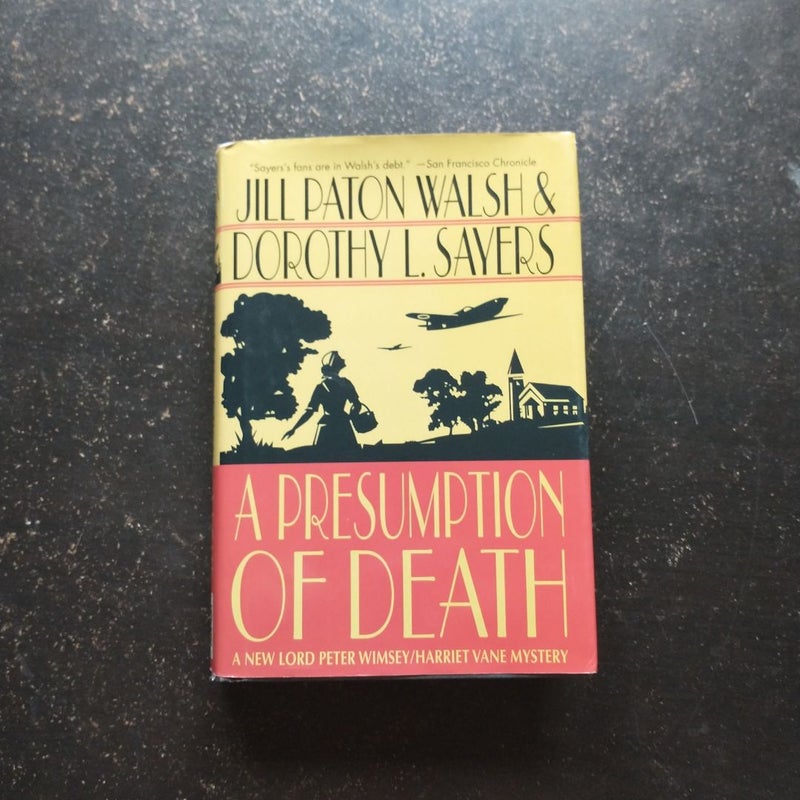 "Sayers's fans are in Walsh's debt." —San Francisco Chronicle
JILL PATON WALSH &
DOROTHY L. SAYERS
A PRESUMPTION
OF DEATH
A NEW LORD PETER WIMSEY/HARRIET VANE MYSTERY